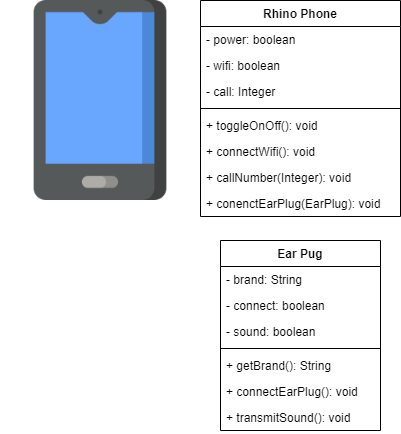 Rhino Phone
- power: boolean
- wifi: boolean
- call: Integer
+ toggleOnOff(): void
+ connectWifi(): void
+ callNumber(Integer): void
+ conenctEarPlug(EarPlug): void
Ear Pug
- brand: String
- connect: boolean
- sound: boolean
+ getBrand(): String
+ connectEarPlug(): void
+ transmitSound(): void